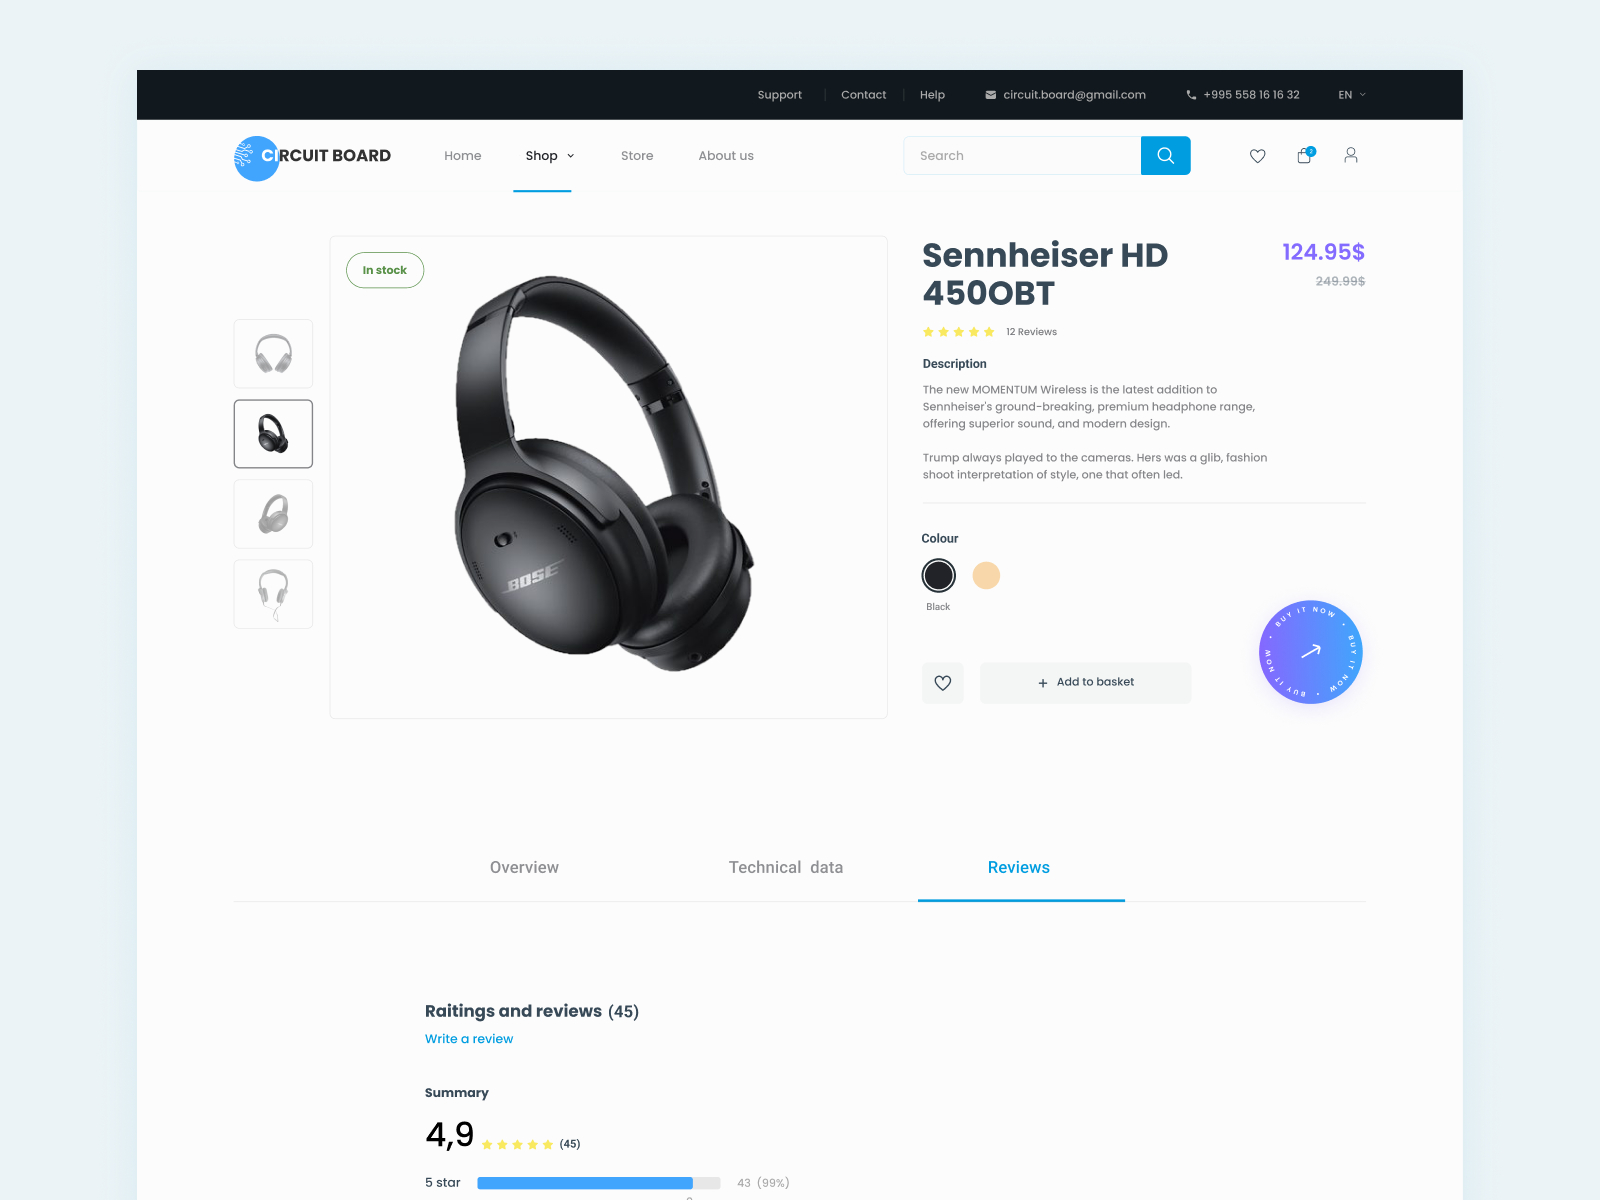 Support
Contact
Help
circuit.board@gmail.com
+995 558 16 16 32
EN
CIRCUIT BOARD
Home
Shop
Store
About us
Search
2
In stock
BOSE
Sennheiser HD
450OBT
124.95$
249.99$
12 Reviews
Description
The new MOMENTUM Wireless is the latest addition to
Sennheiser's ground-breaking, premium headphone range,
offering superior sound, and modern design.
Trump always played to the cameras. Hers was a glib, fashion
shoot interpretation of style, one that often led.
Colour
Black
+ Add to basket
BUY IT NOW • BUY IT NOW • BUY IT NOW •
Overview
Technical data
Reviews
Raitings and reviews (45)
Write a review
Summary
4,9 (45)
5 star
43 (99%)